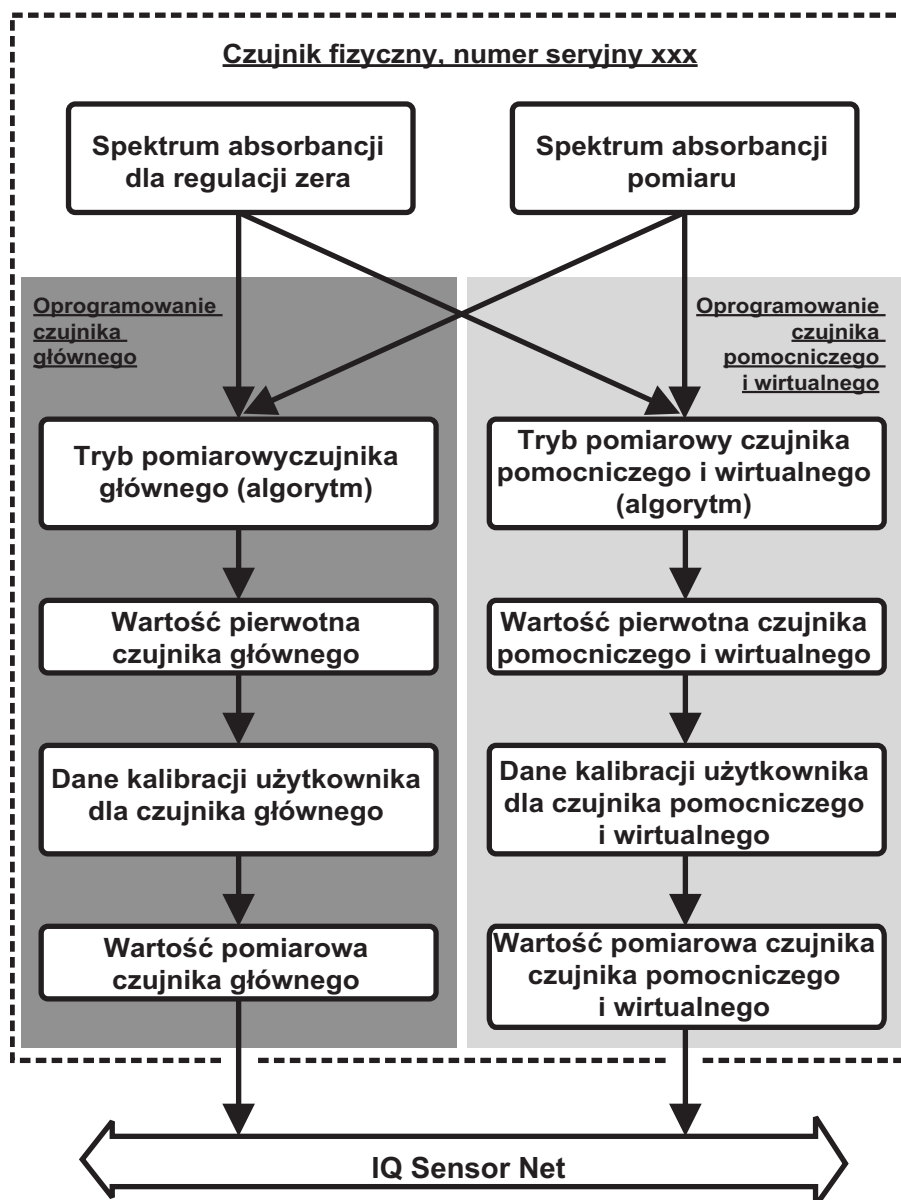 Czujnik fizyczny, numer seryjny xxx
Spektrum absorbancji
dla regulacji zera
Spektrum absorbancji
pomiaru
Oprogramowanie
czujnika
głównego
Oprogramowanie
czujnika
pomocniczego
i wirtualnego
Tryb pomiarowyczujnika
głównego (algorytm)
Tryb pomiarowy czujnika
pomocniczego i wirtualnego
(algorytm)
Wartość pierwotna
czujnika głównego
Wartość pierwotna czujnika
pomocniczego i wirtualnego
Dane kalibracji użytkownika
dla czujnika głównego
Dane kalibracji użytkownika
dla czujnika pomocniczego
i wirtualnego
Wartość pomiarowa
czujnika głównego
Wartość pomiarowa czujnika
czujnika pomocniczego
i wirtualnego
IQ Sensor Net